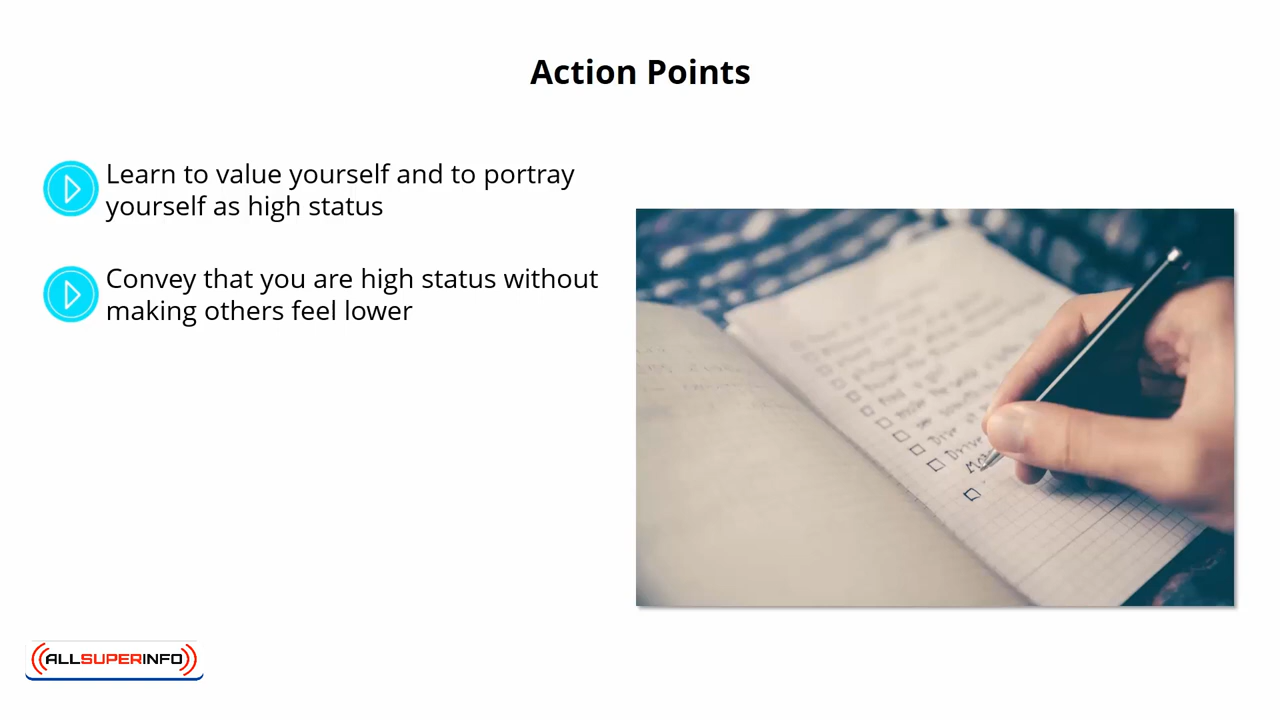 Action Points
Learn to value yourself and to portray
yourself as high status
Convey that you are high status without
making others feel lower
Drive
ALLSUPERINFO